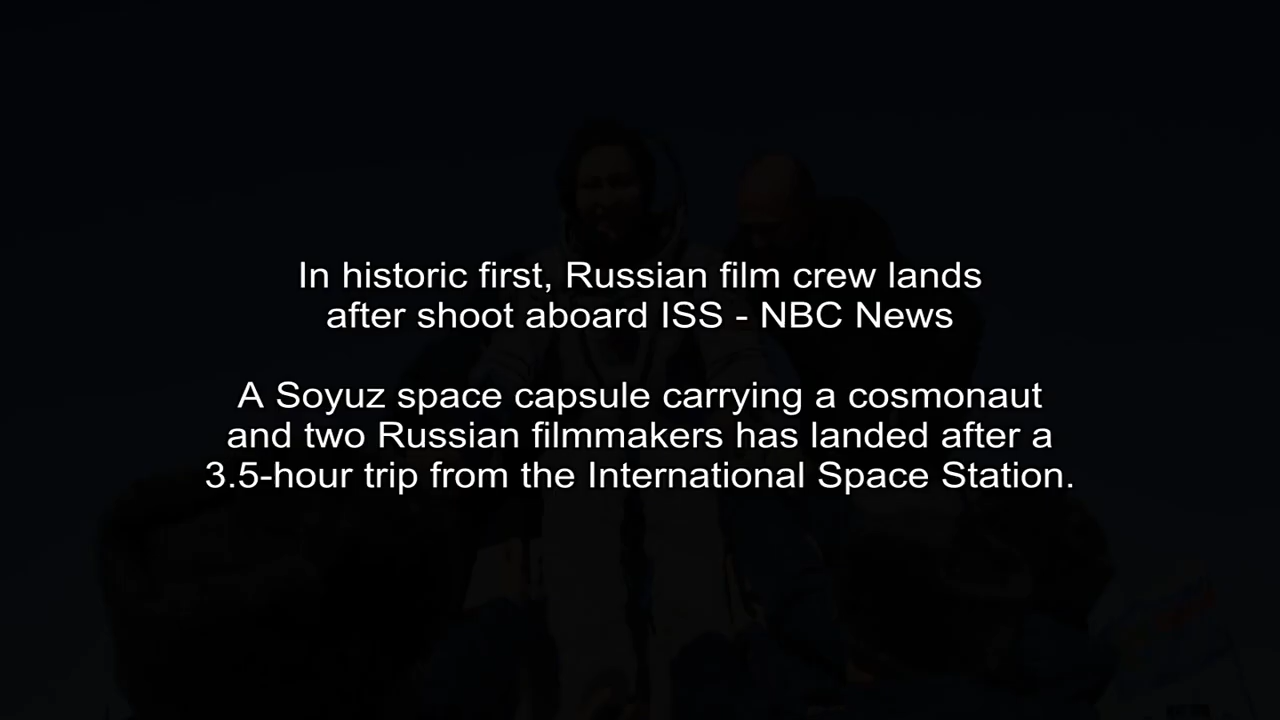 In historic first, Russian film crew lands
after shoot aboard ISS - NBC News
A Soyuz space capsule carrying a cosmonaut
and two Russian filmmakers has landed after a
3.5-hour trip from the International Space Station.